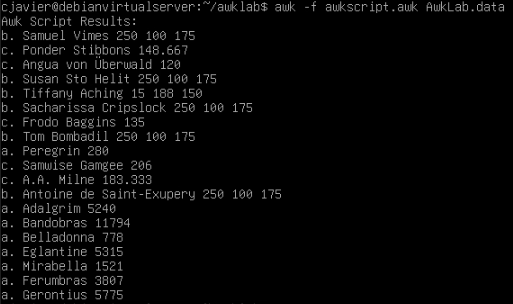 cjavier@debianvirtualserver:~/awklab$ awk -f awkscript.awk AwkLab.data
Awk Script Results:
b. Samuel Vimes 250 100 175
c. Ponder Stibbons 148.667
c. Angua von Überwald 120
b. Susan Sto Helit 250 100 175
b. Tiffany Aching 15 188 150
b. Sacharissa Cripslock 250 100 175
c. Frodo Baggins 135
b. Tom Bombadil 250 100 175
a. Peregrin 280
c. Samwise Gamgee 206
c. A.A. Milne 183.333
b. Antoine de Saint-Exupery 250 100 175
a. Adalgrim 5240
a. Bandobras 11794
a. Belladonna 778
a. Eglantine 5315
a. Mirabella 1521
a. Ferumbras 3807
a. Gerontius 5775